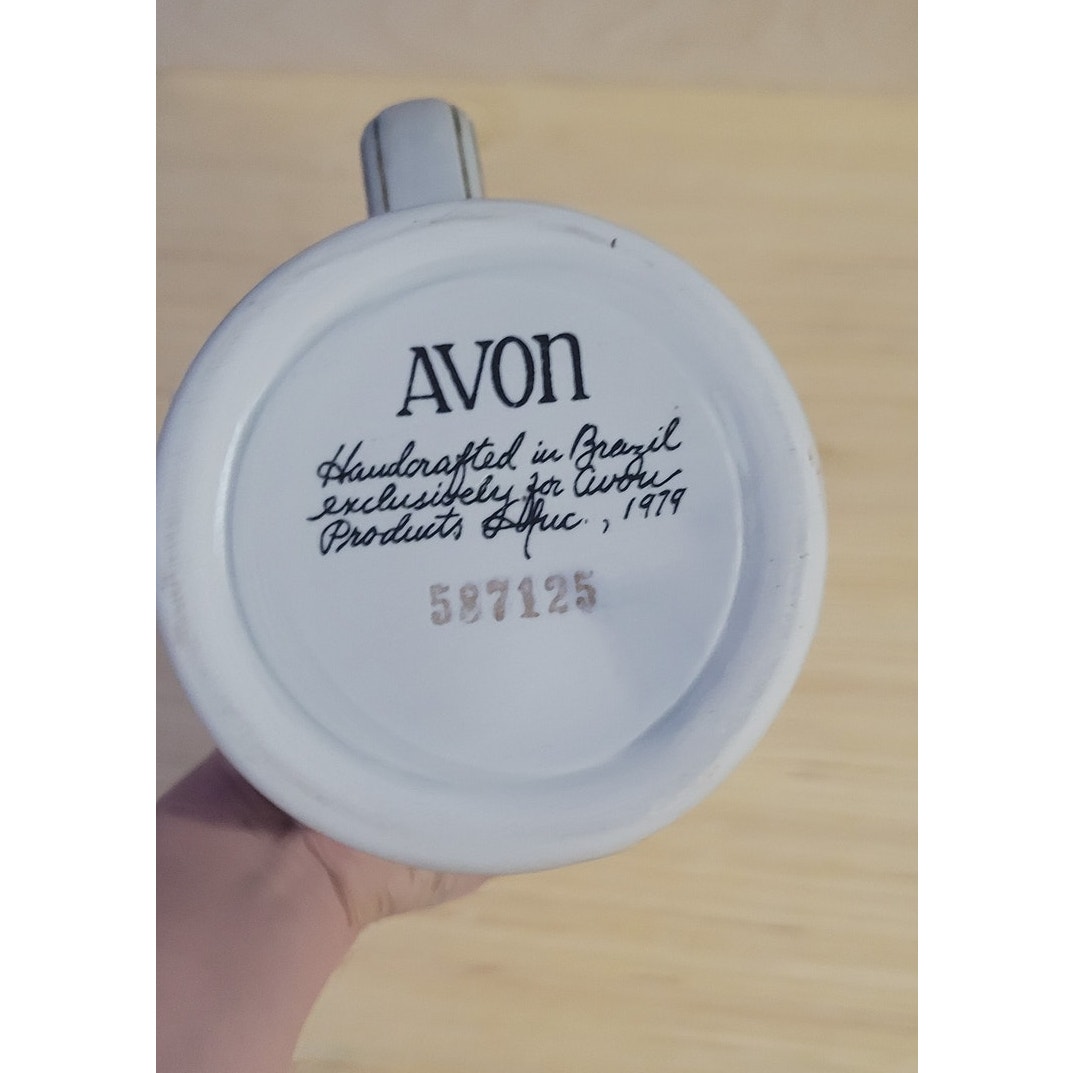 AVON
Handcrafted in Brazil
exclusively for Avon
Products Inc., 1979
587125